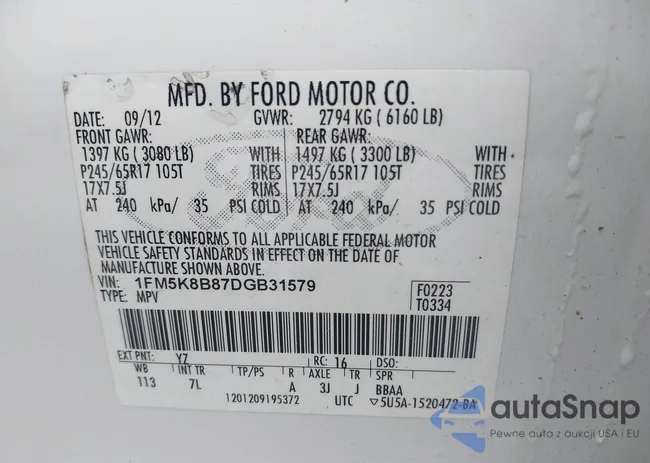 MFD. BY FORD MOTOR CO.
DATE: 09/12 GVWR: 2794 KG ( 6160 LB)
FRONT GAWR: REAR GAWR:
1397 KG ( 3080 LB) WITH 1497 KG ( 3300 LB) WITH
P245/65R17 105T TIRES P245/65R17 105T TIRES
17X7.5J RIMS 17X7.5J RIMS
AT 240 kPa/ 35 PSI COLD AT 240 kPa/ 35 PSI COLD
THIS VEHICLE CONFORMS TO ALL APPLICABLE FEDERAL MOTOR
VEHICLE SAFETY STANDARDS IN EFFECT ON THE DATE OF
MANUFACTURE SHOWN ABOVE.
VIN: 1FM5K8B87DGB31579 F0223
TYPE: MPV T0334
EXT PNT: YZ RC: 16 DSO:
WB INT TR TP/PS R AXLE TR SPR
113 7L A 3J J BBAA
1201209195372 UTC ▽5U5A-1520472-BA
Ford
autoSnap
Pewne auta z aukcji USA i EU